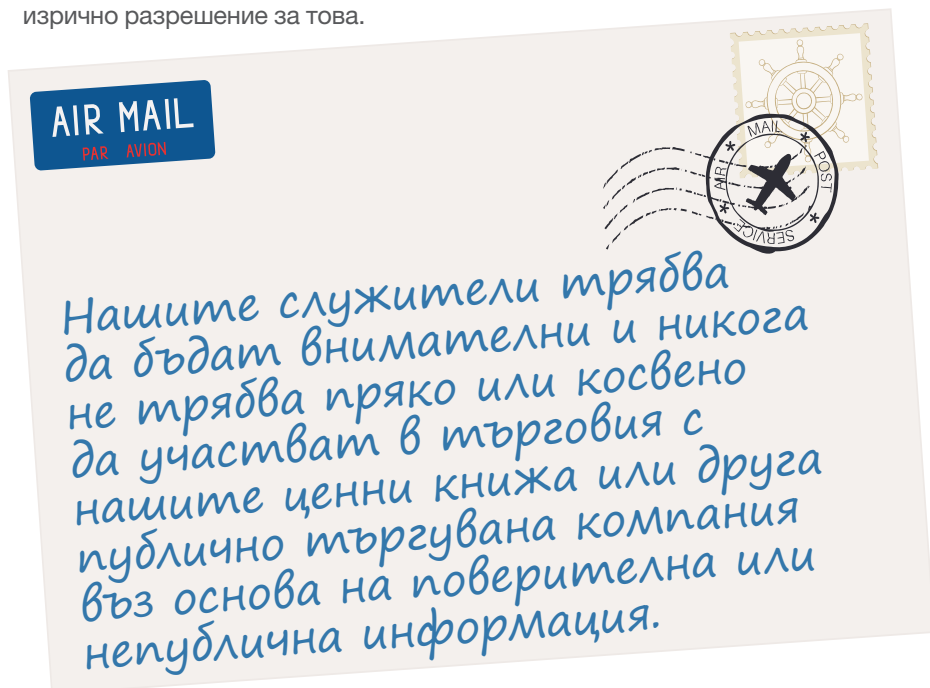 изрично разрешение за това.
AIR MAIL
PAR AVION
AIR MAIL POST SERVICE
Нашите служители трябва
да бъдат внимателни и никога
не трябва пряко или косвено
да участват в търговия с
нашите ценни книжа или друга
публично търгувана компания
въз основа на поверителна или
непублична информация.